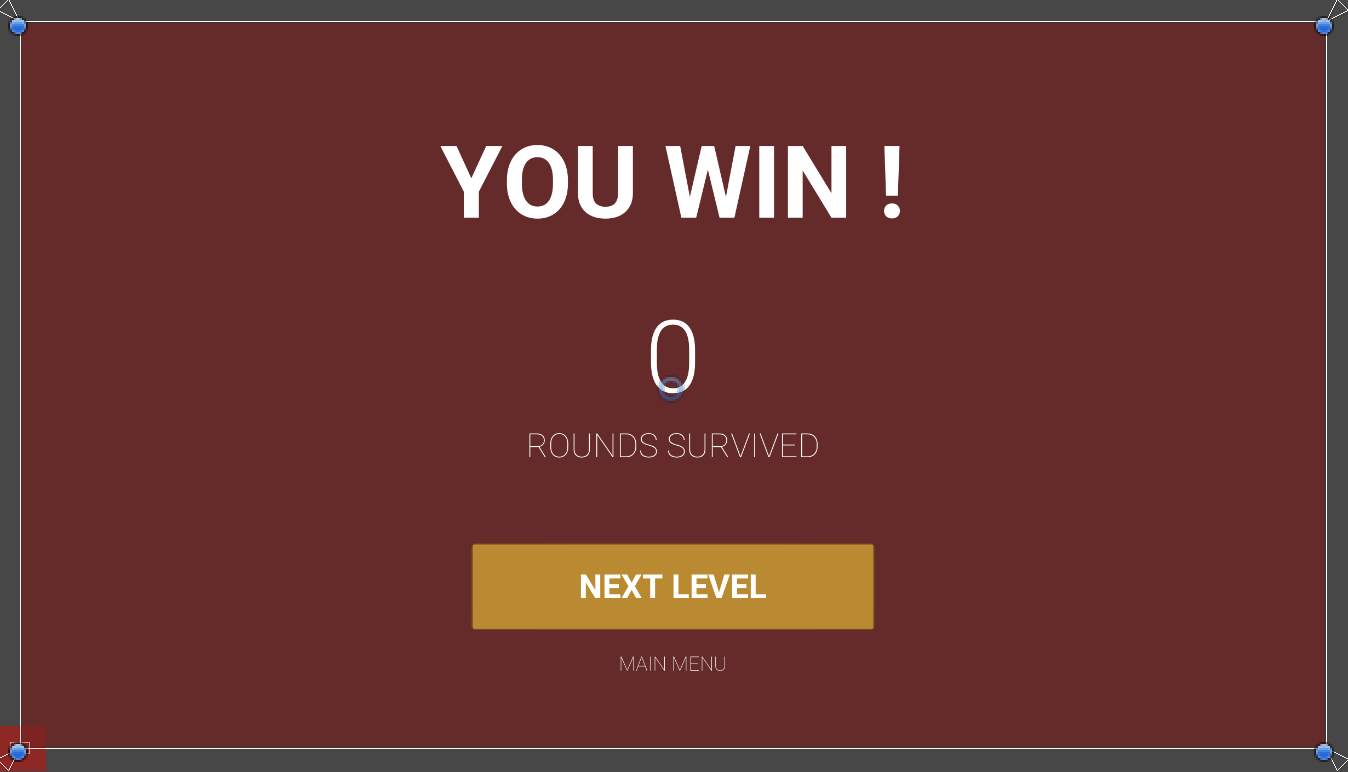 YOU WIN !
0
ROUNDS SURVIVED
NEXT LEVEL
MAIN MENU